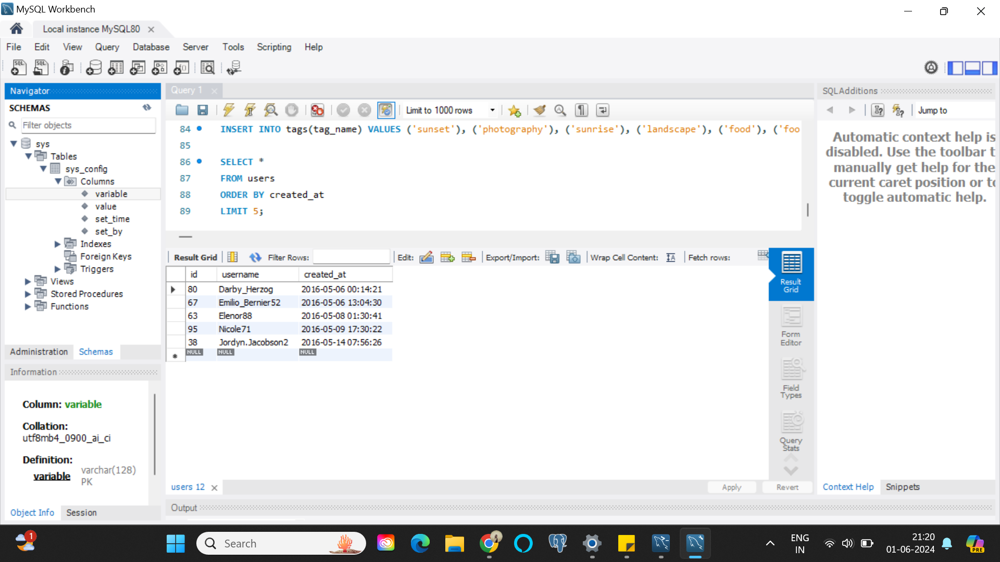 MySQL Workbench
Local instance MySQL80
File Edit View Query Database Server Tools Scripting Help
Navigator
SCHEMAS
Filter objects
sys
Tables
sys_config
Columns
variable
value
set_time
set_by
Indexes
Foreign Keys
Triggers
Views
Stored Procedures
Functions
Administration Schemas
Information
Column: variable
Collation:
utf8mb4_0900_ai_ci
Definition:
variable varchar(128)
PK
Object Info Session
Query 1
Limit to 1000 rows
84 INSERT INTO tags(tag_name) VALUES ('sunset'), ('photography'), ('sunrise'), ('landscape'), ('food'), ('foo
85
86 SELECT *
87 FROM users
88 ORDER BY created_at
89 LIMIT 5;
Result Grid Filter Rows: Edit: Export/Import: Wrap Cell Content: Fetch rows:
id username created_at
80 Darby_Herzog 2016-05-06 00:14:21
67 Emilio_Bernier52 2016-05-06 13:04:30
63 Elenor88 2016-05-08 01:30:41
95 Nicole71 2016-05-09 17:30:22
38 Jordyn.Jacobson2 2016-05-14 07:56:26
NULL NULL NULL
Result
Grid
Form
Editor
Field
Types
Query
Stats
users 12 Apply Revert
Output
SQLAdditions
Jump to
Automatic context help is
disabled. Use the toolbar t
manually get help for the
current caret position or to
toggle automatic help.
Context Help Snippets
1
Search
PRE
ENG
IN
21:20
01-06-2024